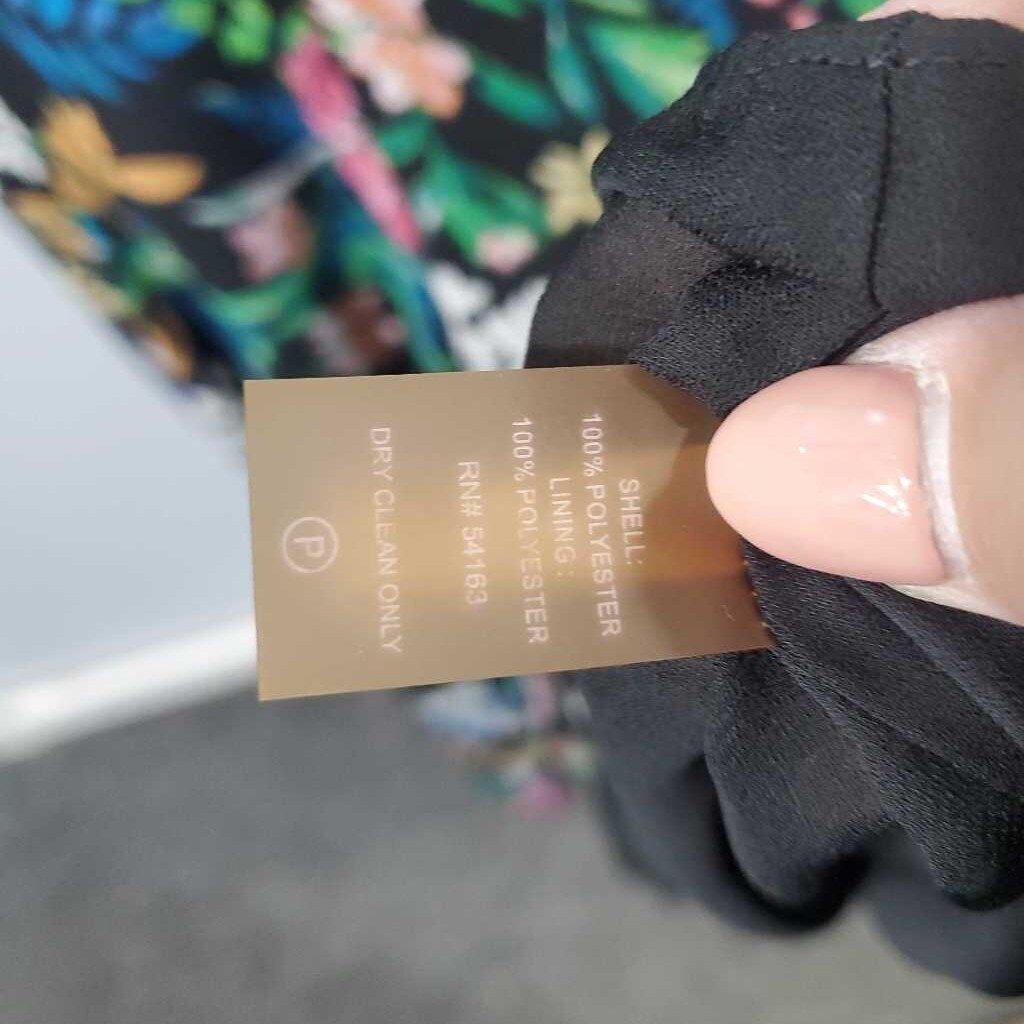 SHELL:
100% POLYESTER
LINING :
100% POLYESTER
RN# 54163
DRY CLEAN ONLY
P